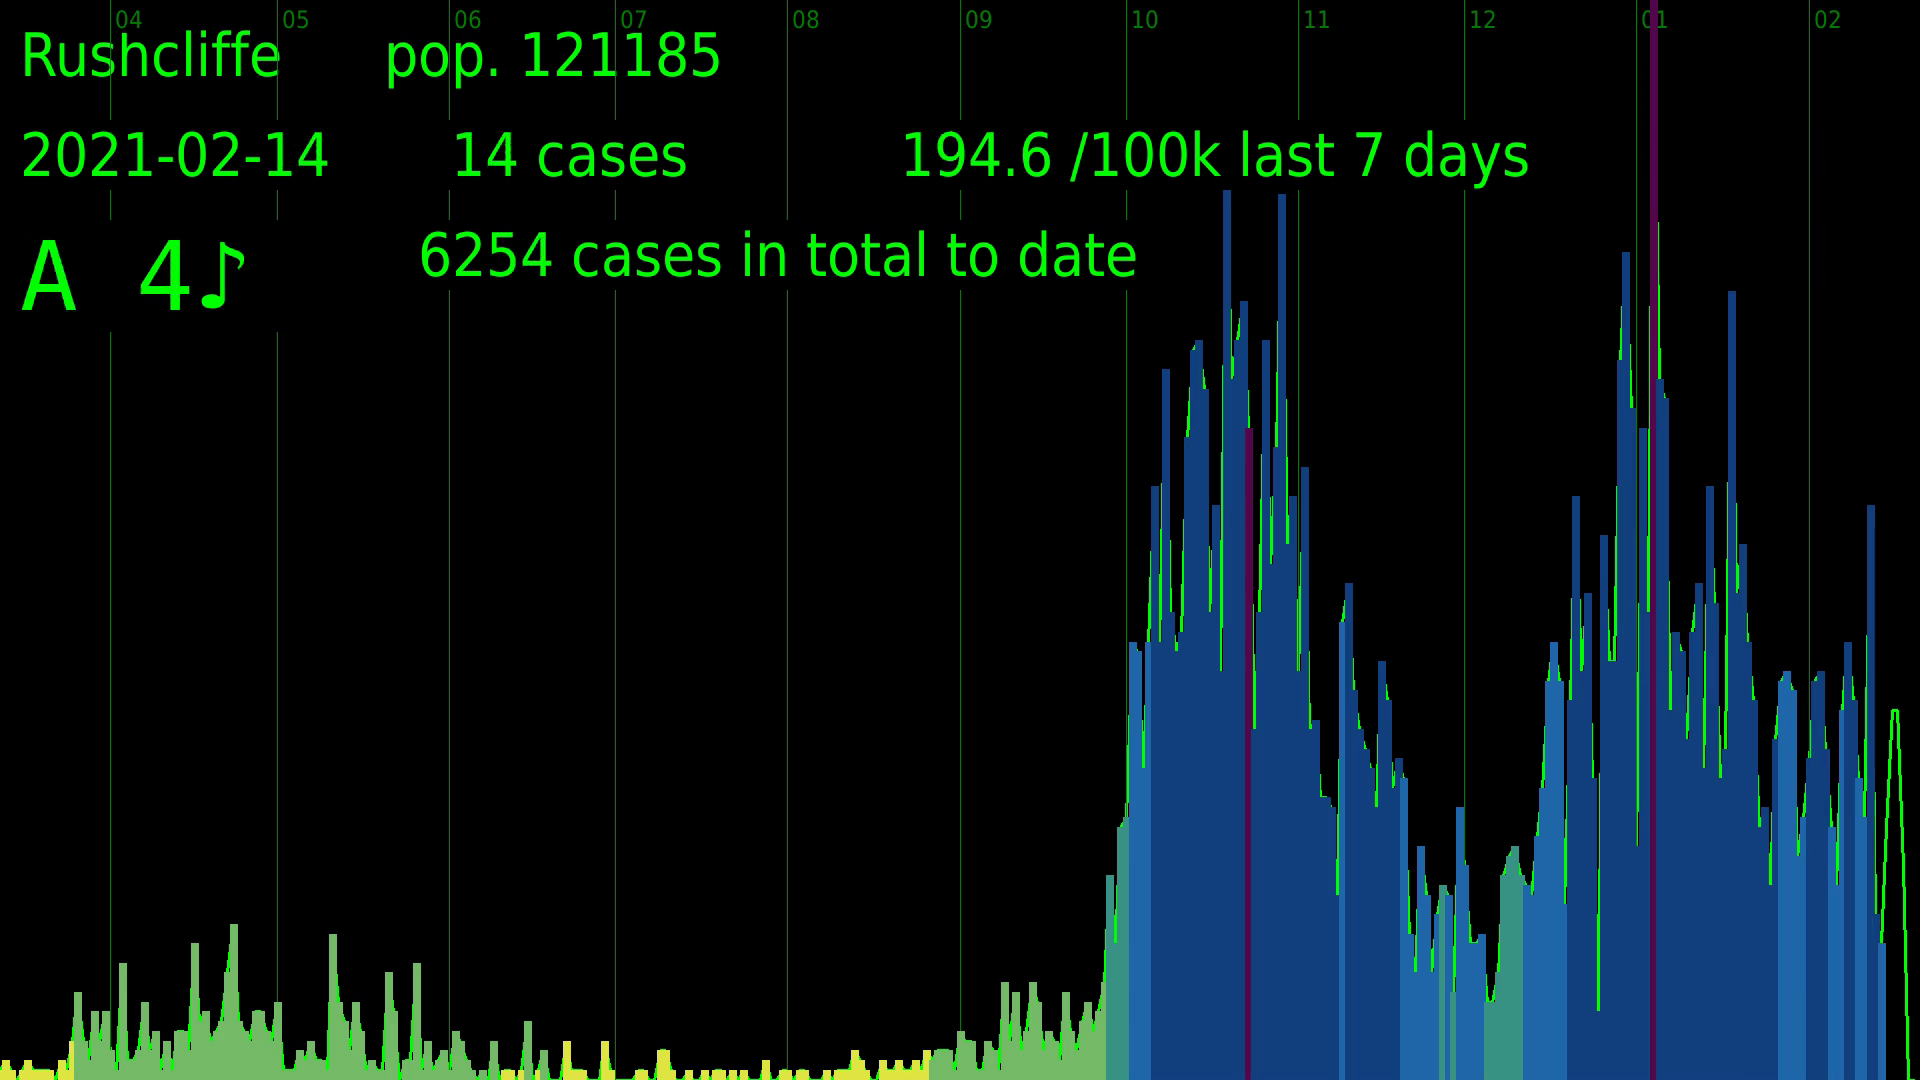 04 05 06 07 08 09 10 11 12 01 02
Rushcliffe pop. 121185
2021-02-14 14 cases 194.6 /100k last 7 days
A 4♪ 6254 cases in total to date